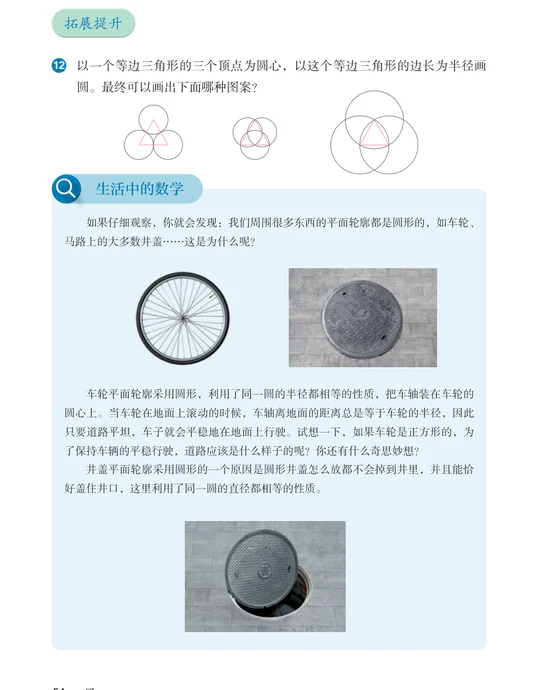 拓展提升
12 以一个等边三角形的三个顶点为圆心，以这个等边三角形的边长为半径画
圆。最终可以画出下面哪种图案？
生活中的数学
如果仔细观察，你就会发现：我们周围很多东西的平面轮廓都是圆形的，如车轮、
马路上的大多数井盖……这是为什么呢？
车轮平面轮廓采用圆形，利用了同一圆的半径都相等的性质，把车轴装在车轮的
圆心上。当车轮在地面上滚动的时候，车轴离地面的距离总是等于车轮的半径，因此
只要道路平坦，车子就会平稳地在地面上行驶。试想一下，如果车轮是正方形的，为
了保持车辆的平稳行驶，道路应该是什么样子的呢？你还有什么奇思妙想？
井盖平面轮廓采用圆形的一个原因是圆形井盖怎么放都不会掉到井里，并且能恰
好盖住井口，这里利用了同一圆的直径都相等的性质。